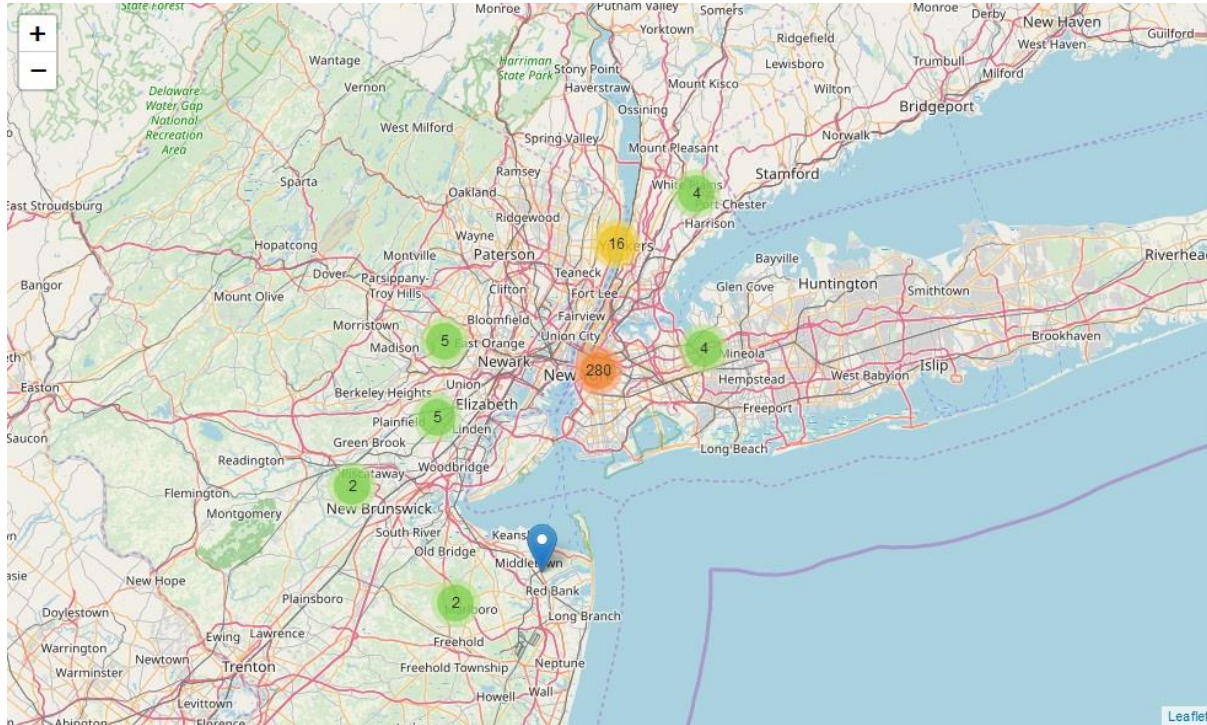 State Forest
Monroe
Putnam Valley
Somers
Monroe
Derby
New Haven
+
−
Yorktown
Ridgefield
Guilford
West Haven
Wantage
Harriman
State Park
Stony Point
Lewisboro
Trumbull
Milford
Vernon
Haverstraw
Mount Kisco
Wilton
Bridgeport
Delaware
Water Gap
National
Recreation
Area
Ossining
West Milford
Spring Valley
Norwalk
Mount Pleasant
Ramsey
Stamford
Sparta
Oakland
White Plains
4
Port Chester
East Stroudsburg
Ridgewood
Harrison
Hopatcong
Wayne
16
Montville
Paterson
Bayville
Riverhead
Dover
Parsippany-
Troy Hills
Teaneck
Glen Cove
Huntington
Smithtown
Bangor
Mount Olive
Clifton
Fort Lee
Bloomfield
Fairview
Morristown
Union City
Brookhaven
Madison
5
East Orange
4
Mineola
Newark
280
Hempstead
West Babylon
Islip
Easton
Berkeley Heights
Union
Elizabeth
Freeport
Plainfield
5
Linden
Saucon
Green Brook
Long Beach
Readington
Woodbridge
Piscataway
2
Flemington
New Brunswick
Montgomery
South River
Old Bridge
Middletown
New Hope
Red Bank
Plainsboro
2
Marlboro
Long Branch
Doylestown
Ewing
Lawrence
Freehold
Warrington
Newtown
Trenton
Freehold Township
Neptune
Warminster
Howell
Wall
Levittown
Abington
Florence
Leaflet